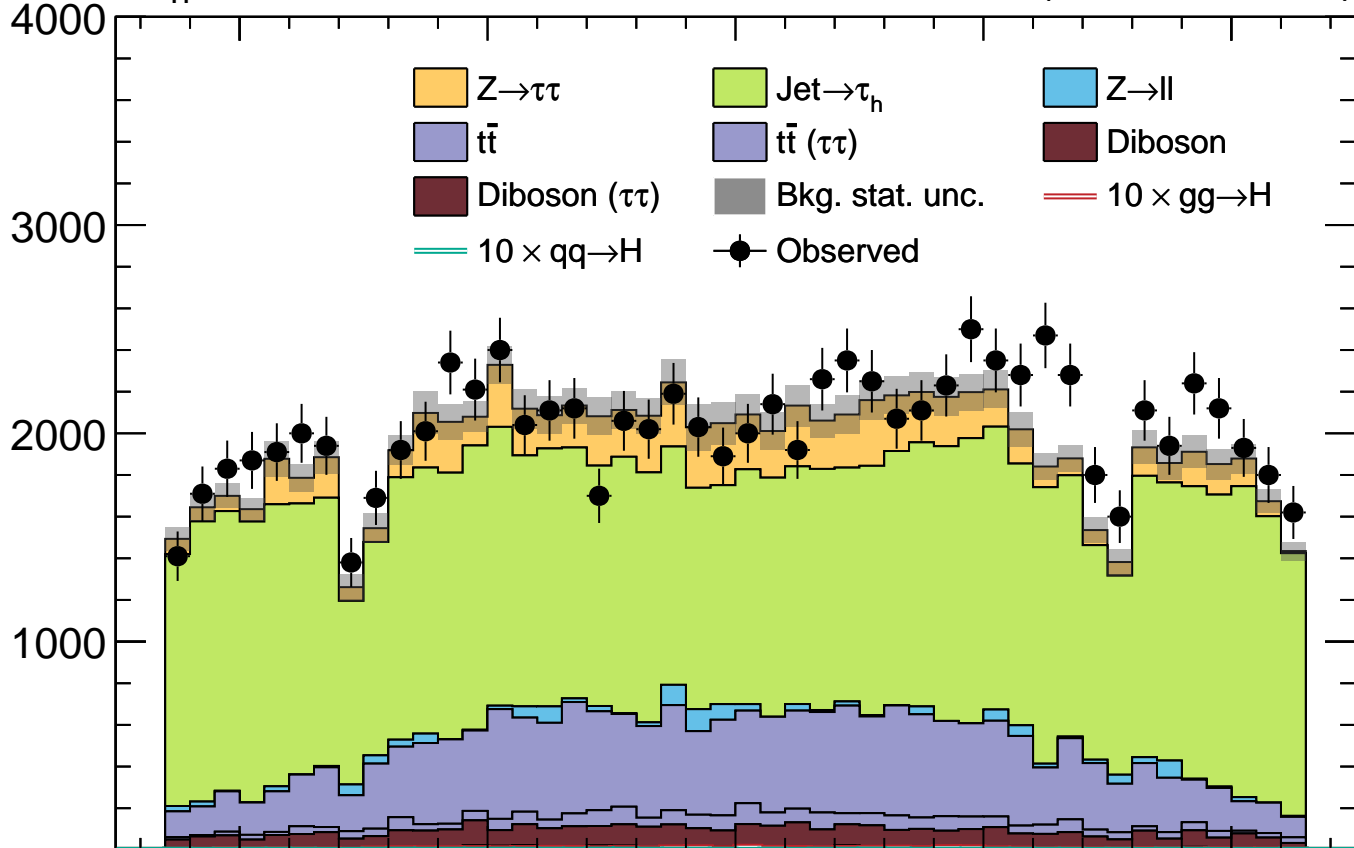 4000
Z→ττ Jet→τh Z→ll
tt̄ tt̄ (ττ) Diboson
Diboson (ττ) Bkg. stat. unc. 10 × gg→H
3000
10 × qq→H Observed
2000
1000